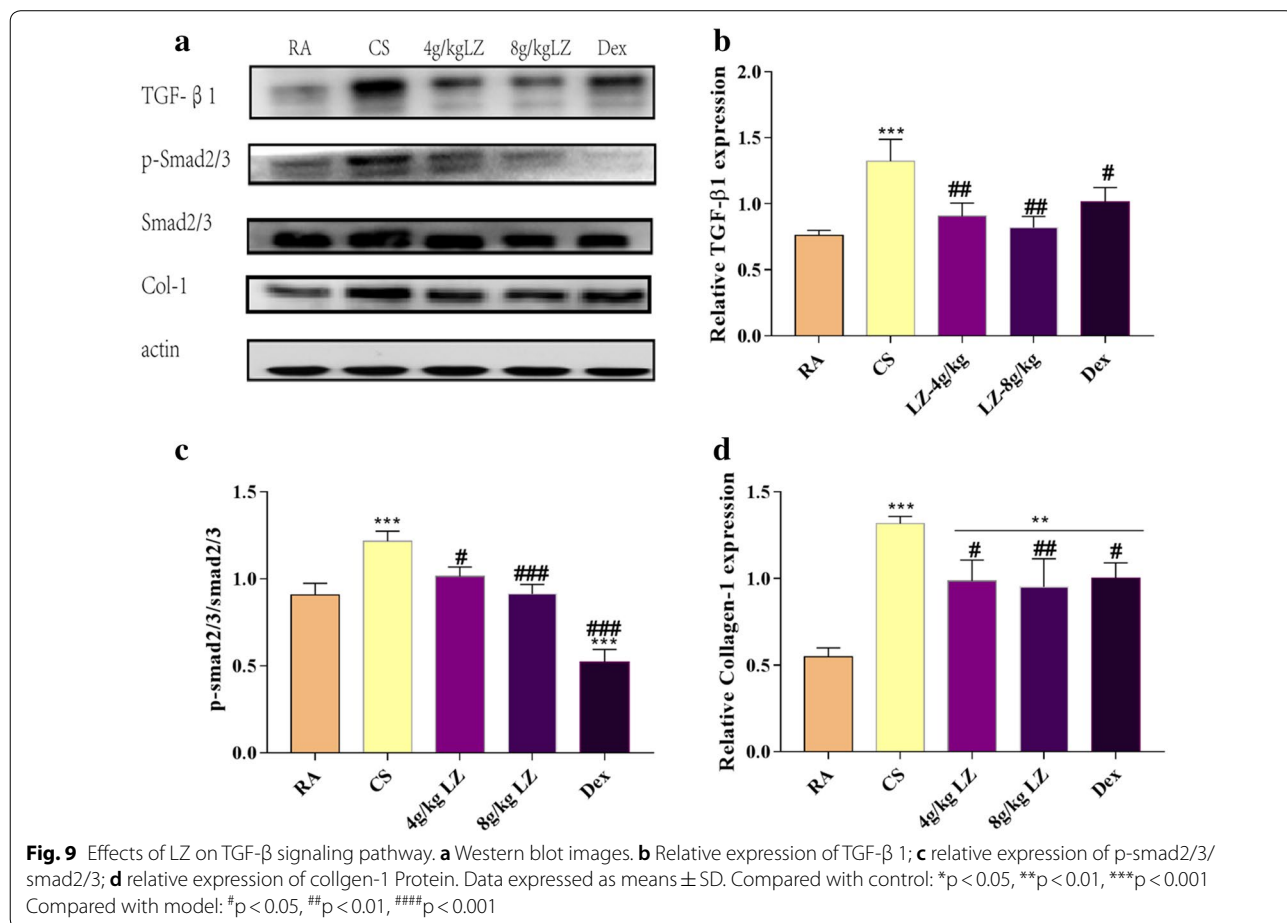 a
RA CS 4g/kgLZ 8g/kgLZ Dex
TGF- β 1
p-Smad2/3
Smad2/3
Col-1
actin
b
Relative TGF-β1 expression
2.0
1.5
1.0
0.5
0.0
***
##
##
#
RA CS LZ-4g/kg LZ-8g/kg Dex
c
p-smad2/3/smad2/3
1.5
1.0
0.5
0.0
***
#
###
###
***
RA CS 4g/kg LZ 8g/kg LZ Dex
d
Relative Collagen-1 expression
1.5
1.0
0.5
0.0
***
**
#
##
#
RA CS 4g/kg LZ 8g/kg LZ Dex
Fig. 9 Effects of LZ on TGF-β signaling pathway. a Western blot images. b Relative expression of TGF-β 1; c relative expression of p-smad2/3/
smad2/3; d relative expression of collgen-1 Protein. Data expressed as means ± SD. Compared with control: *p < 0.05, **p < 0.01, ***p < 0.001
Compared with model: #p < 0.05, ##p < 0.01, ####p < 0.001